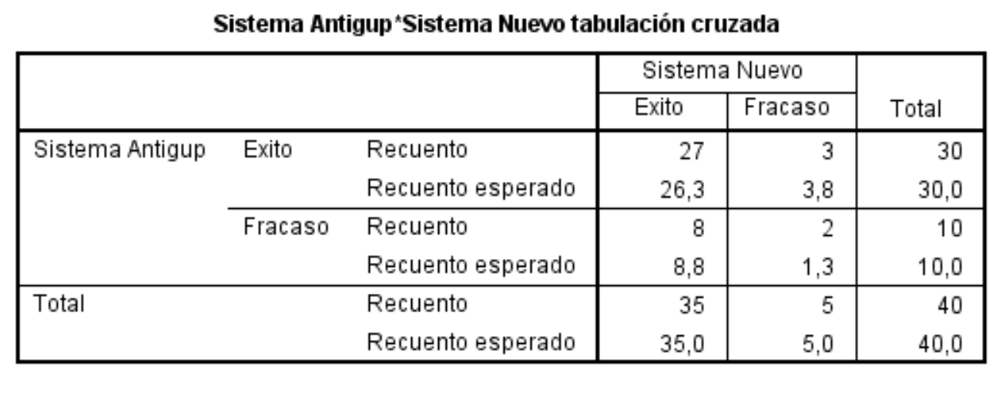 Sistema Antigup*Sistema Nuevo tabulación cruzada
Sistema Nuevo
Exito Fracaso Total
Sistema Antigup Exito Recuento 27 3 30
Recuento esperado 26,3 3,8 30,0
Fracaso Recuento 8 2 10
Recuento esperado 8,8 1,3 10,0
Total Recuento 35 5 40
Recuento esperado 35,0 5,0 40,0